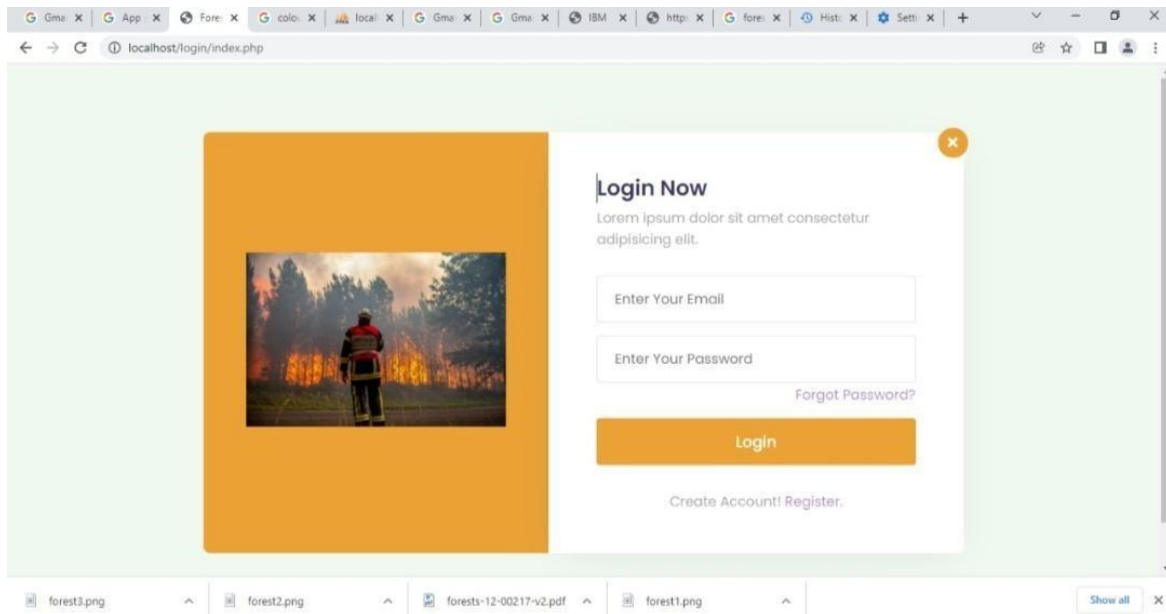 Gma
App
Fore
colo
local
Gma
Gma
IBM
http:
fore
Hist
Sett
localhost/login/index.php
Login Now
Lorem ipsum dolor sit amet consectetur
adipisicing elit.
Enter Your Email
Enter Your Password
Forgot Password?
Login
Create Account! Register.
forest3.png
forest2.png
forests-12-00217-v2.pdf
forest1.png
Show all